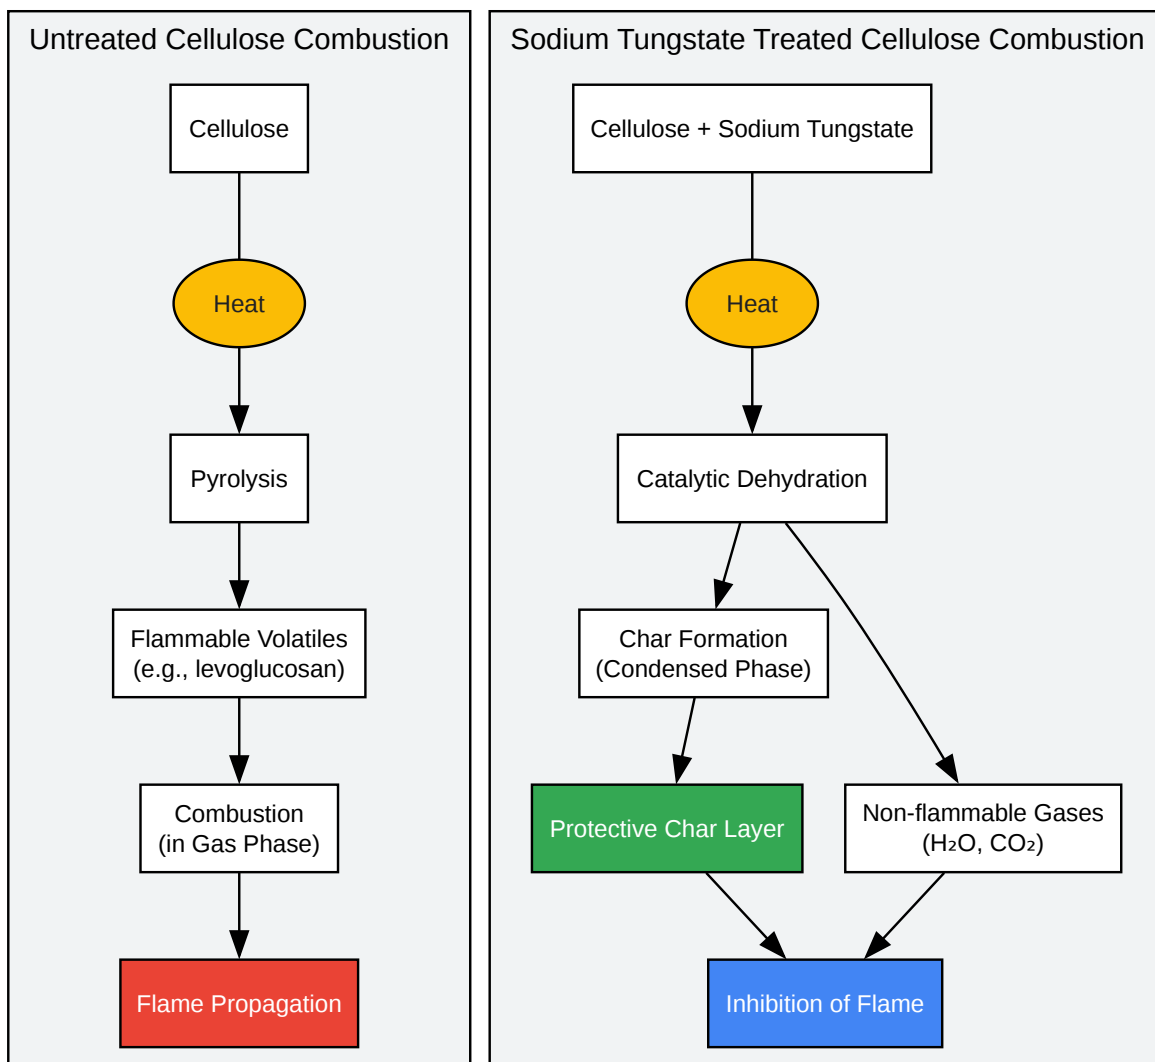 Untreated Cellulose Combustion
Cellulose
Heat
Pyrolysis
Flammable Volatiles
(e.g., levoglucosan)
Combustion
(in Gas Phase)
Flame Propagation
Sodium Tungstate Treated Cellulose Combustion
Cellulose + Sodium Tungstate
Heat
Catalytic Dehydration
Char Formation
(Condensed Phase)
Protective Char Layer
Non-flammable Gases
(H₂O, CO₂)
Inhibition of Flame